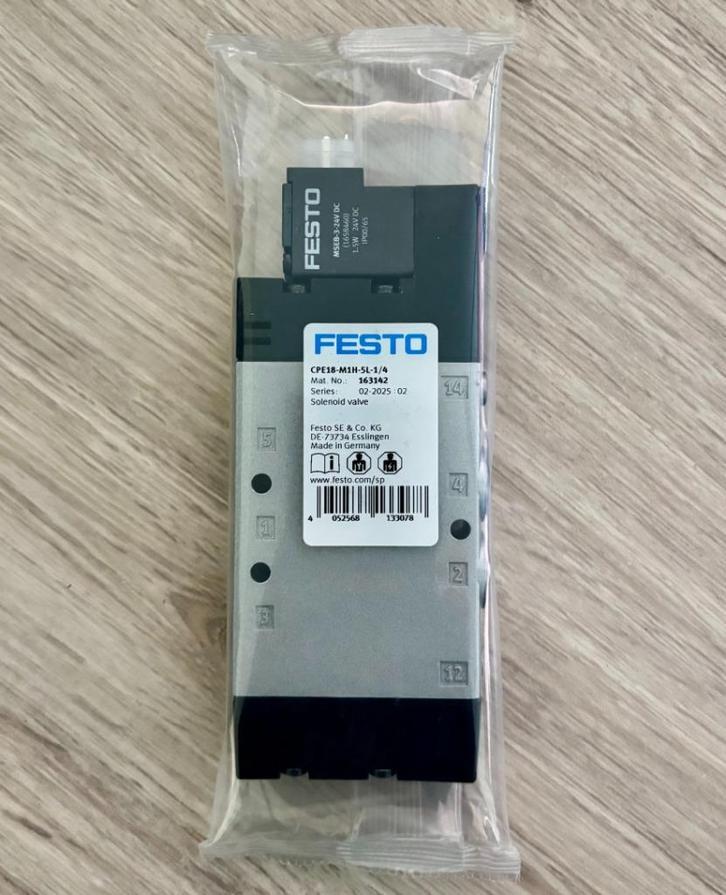 FESTO
MSEB-3-24V DC
1.5W 24V DC
IP00/65
FESTO
CPE18-M1H-5L-1/4
Mat. No.: 163142
Series: 02-2025 : 02
Solenoid valve
Festo SE & Co. KG
DE-73734 Esslingen
Made in Germany
www.festo.com/sp
4 052568 133078
14
5
4
1
2
3
12